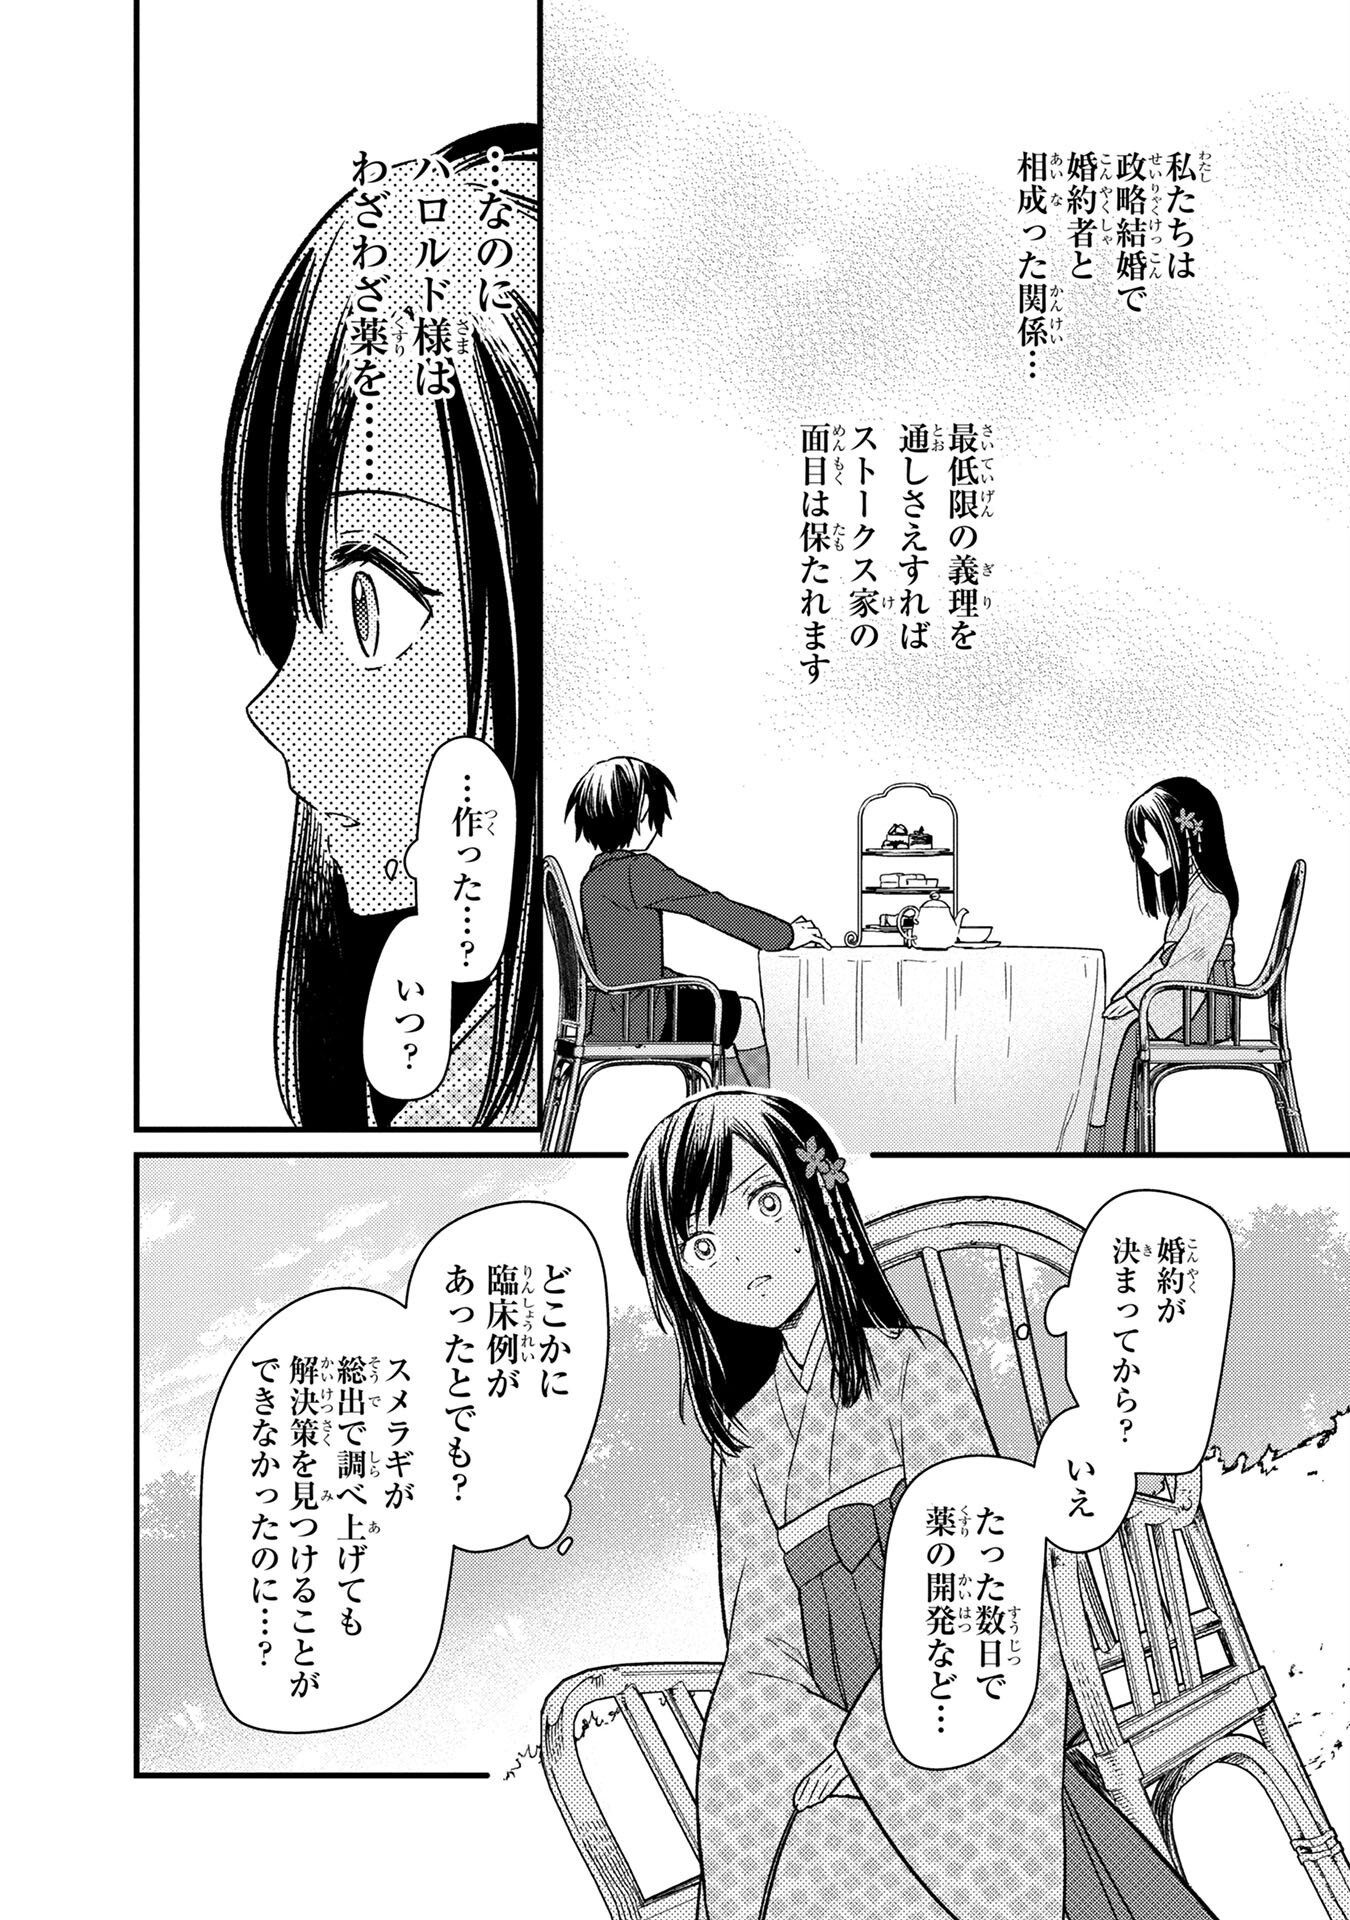 私たちは
政略結婚で
婚約者と
相成った関係…
最低限の義理を
通しさえすれば
ストークス家の
面目は保たれます
…なのに
ハロルド様は
わざわざ薬を……
…作った…？
いつ？
婚約が
決まってから？
いえ
たった数日で
薬の開発など…
どこかに
臨床例が
あったとでも？
スメラギが
総出で調べ上げても
解決策を見つけることが
できなかったのに…？